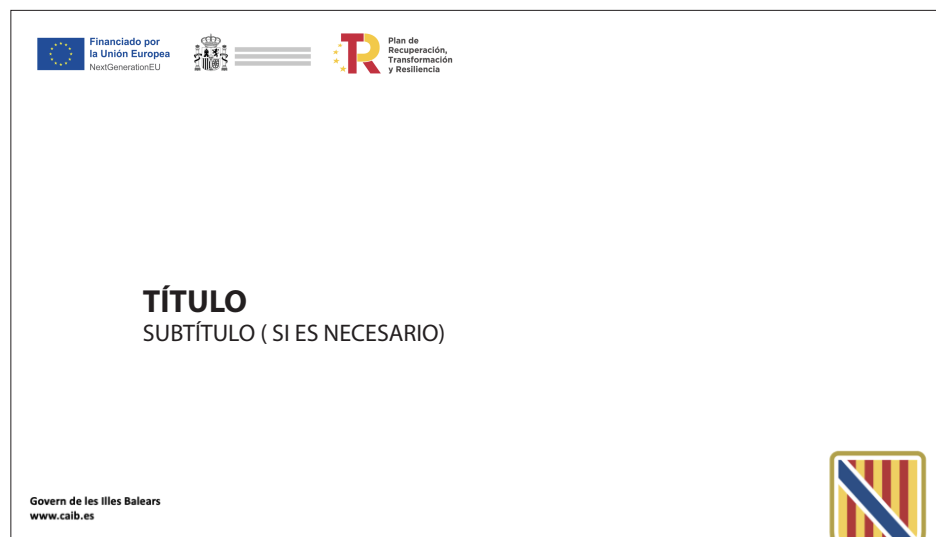 Financiado por
la Unión Europea
NextGenerationEU
Plan de
Recuperación,
Transformación
y Resiliencia
TÍTULO
SUBTÍTULO ( SI ES NECESARIO)
Govern de les Illes Balears
www.caib.es